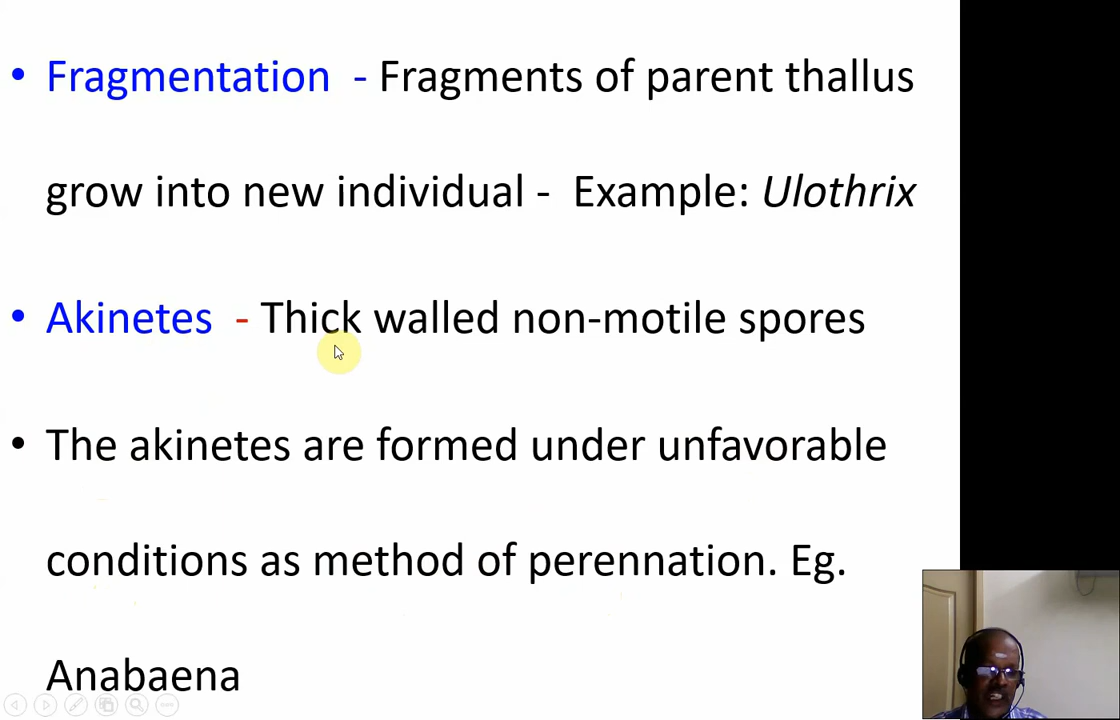 • Fragmentation - Fragments of parent thallus
grow into new individual - Example: Ulothrix
• Akinetes - Thick walled non-motile spores
• The akinetes are formed under unfavorable
conditions as method of perennation. Eg.
Anabaena